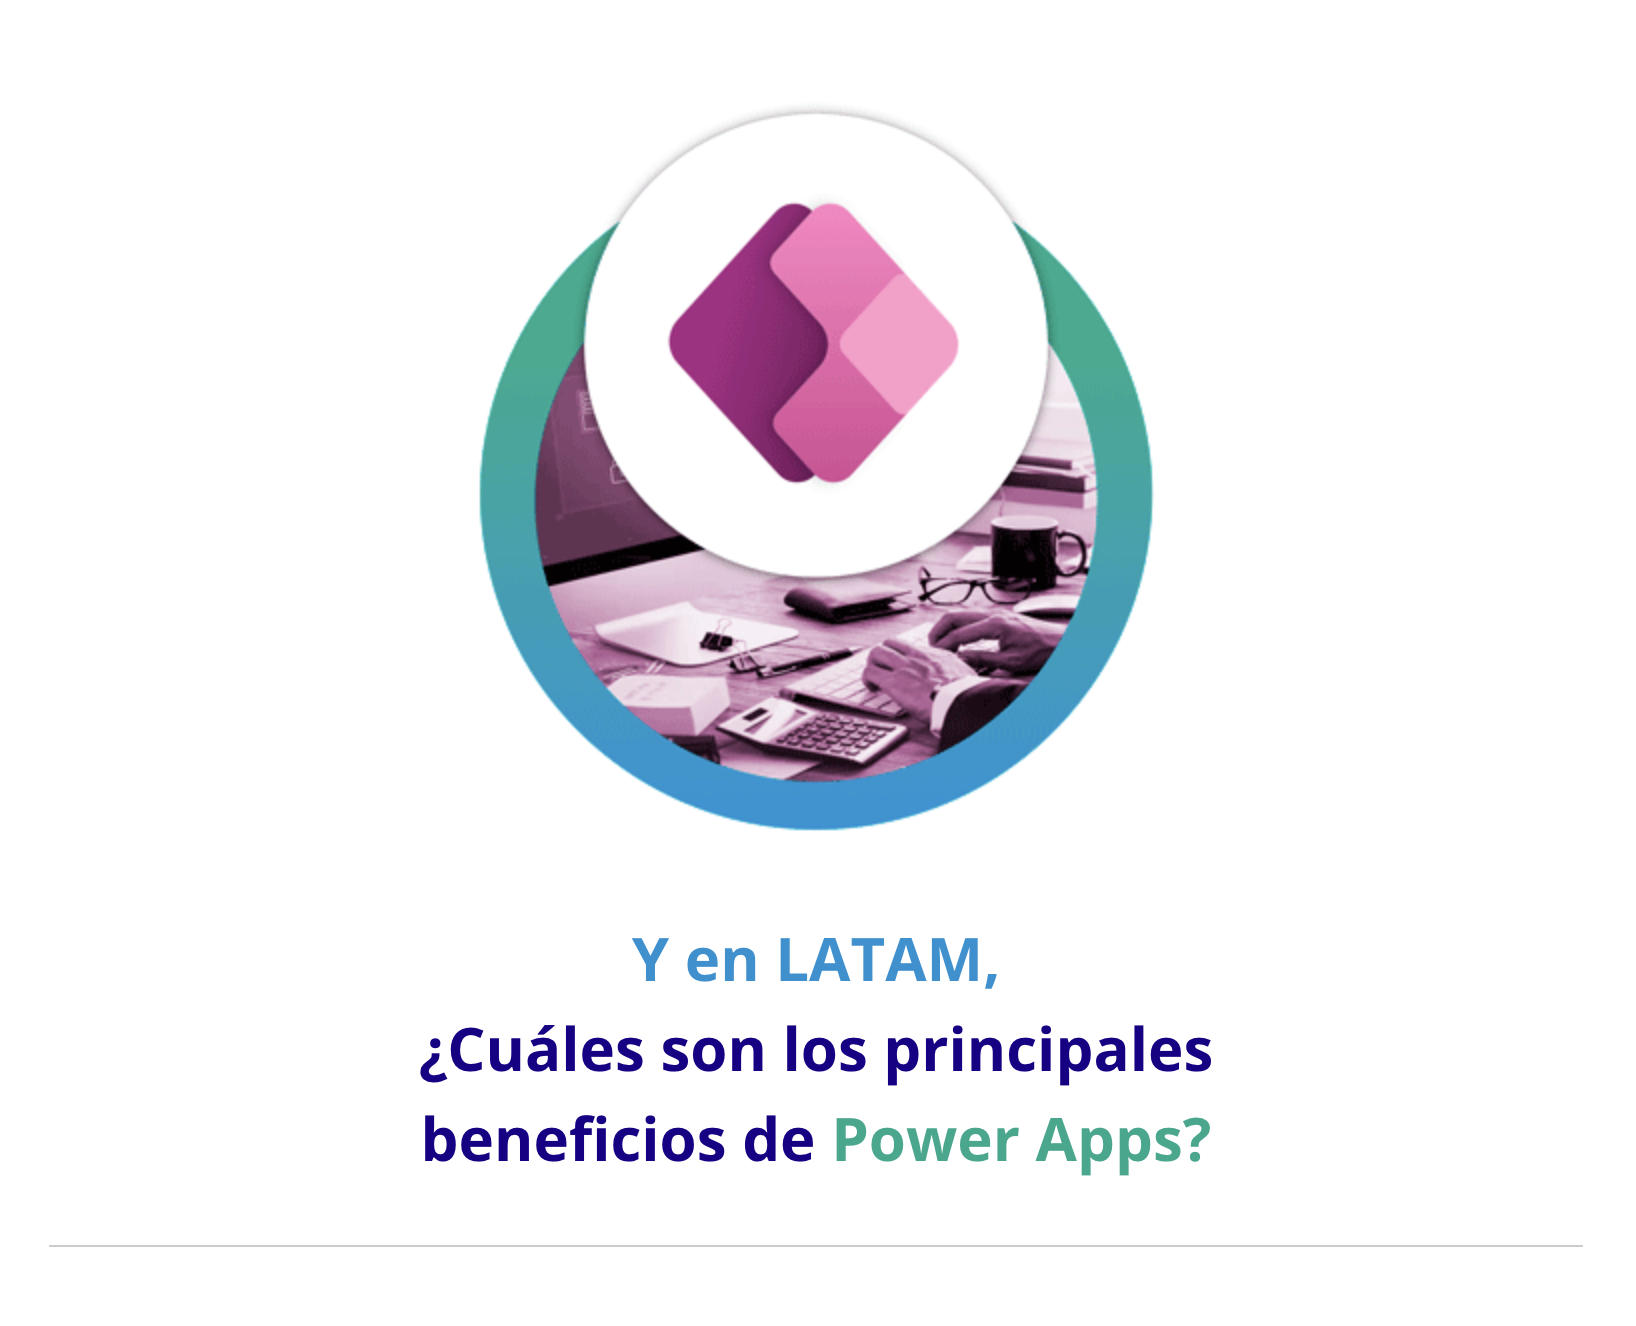 Y en LATAM,
¿Cuáles son los principales
beneficios de Power Apps?